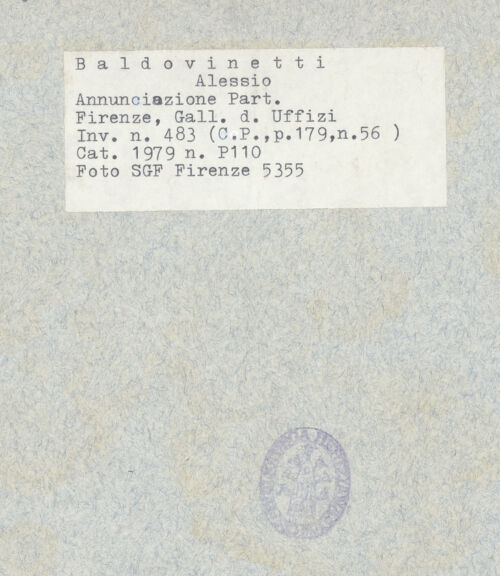 Baldovinetti
Alessio
Annunciazione Part.
Firenze, Gall. d. Uffizi
Inv. n. 483 (C.P.,p.179,n.56 )
Cat. 1979 n. P110
Foto SGF Firenze 5355